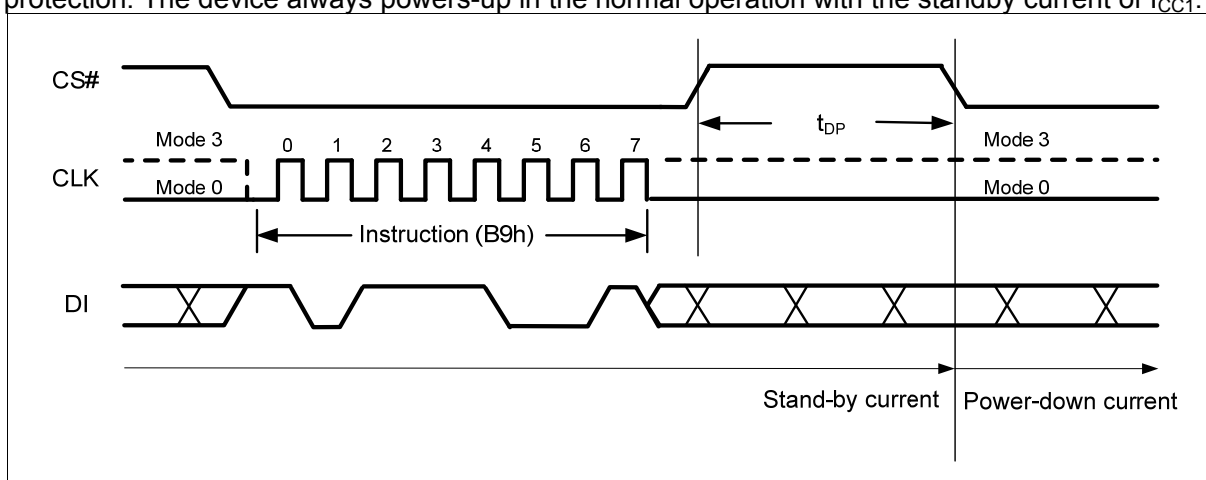 protection. The device always powers-up in the normal operation with the standby current of ICC1.
CS#
tDP
Mode 3
0 1 2 3 4 5 6 7
Mode 3
CLK
Mode 0
Mode 0
Instruction (B9h)
DI
Stand-by current
Power-down current